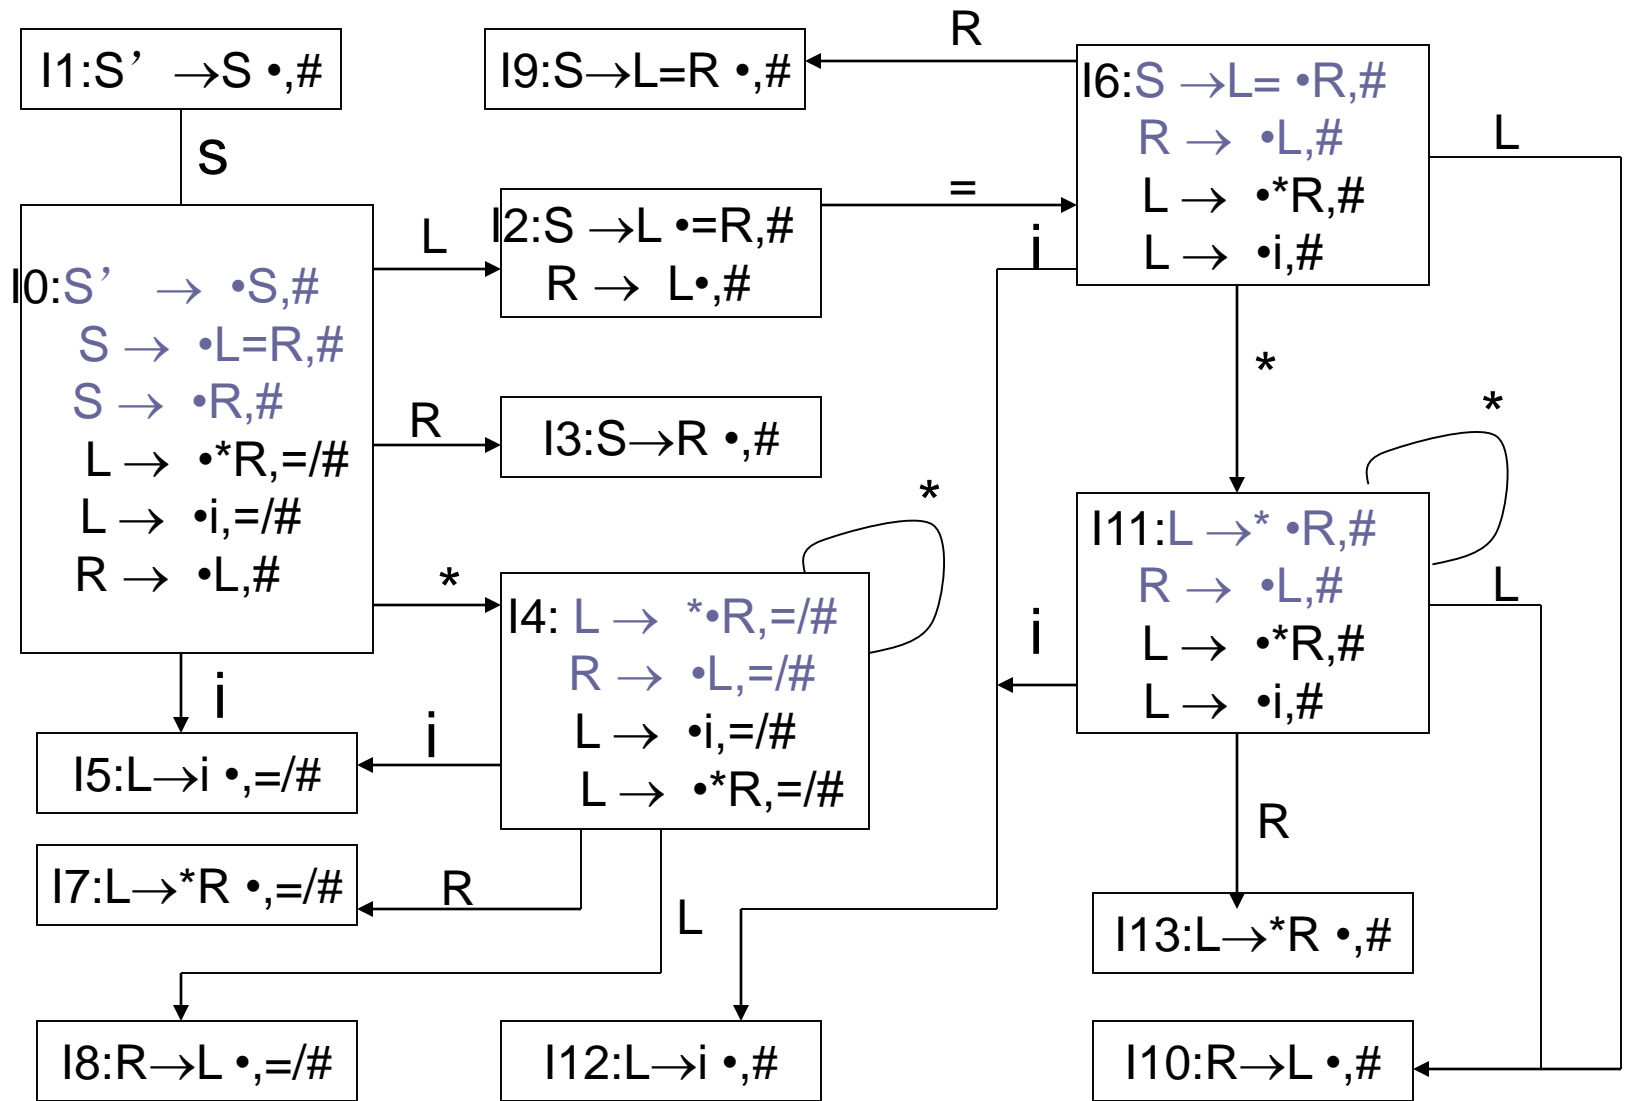 I1:S’ →S •,#
S
I0:S’ → •S,#
S → •L=R,#
S → •R,#
L → •*R,=/#
L → •i,=/#
R → •L,#
L
I2:S →L •=R,#
R → L•,#
=
R
I3:S→R •,#
*
I4: L → *•R,=/#
R → •L,=/#
L → •i,=/#
L → •*R,=/#
*
i
i
I5:L→i •,=/#
R
I7:L→*R •,=/#
L
I8:R→L •,=/#
R
I9:S→L=R •,#
I6:S →L= •R,#
R → •L,#
L → •*R,#
L → •i,#
L
i
*
*
I11:L →* •R,#
R → •L,#
L → •*R,#
L → •i,#
L
i
R
I13:L→*R •,#
I12:L→i •,#
I10:R→L •,#